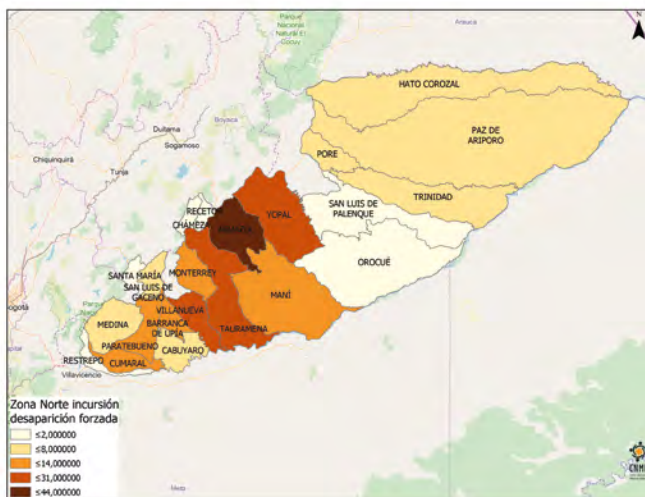 N
Parque
Nacional
Natural El
Cocuy
Arauca
HATO COROZAL
Boyacá
Duitama
Sogamoso
PAZ DE
ARIPORO
Chiquinquirá
PORE
Tunja
TRINIDAD
RECETOR
YOPAL
SAN LUIS DE
PALENQUE
CHÁMEZA
OROCUÉ
SANTA MARÍA
MONTERREY
SAN LUIS DE
GACENO
MANÍ
Bogotá
VILLANUEVA
MEDINA
BARRANCA
DE UPÍA
TAURAMENA
PARATEBUENO
CABUYARO
RESTREPO
CUMARAL
Villavicencio
Zona Norte incursión
desaparición forzada
≤2,000000
≤8,000000
≤14,000000
≤31,000000
≤44,000000
Meta
CNMH